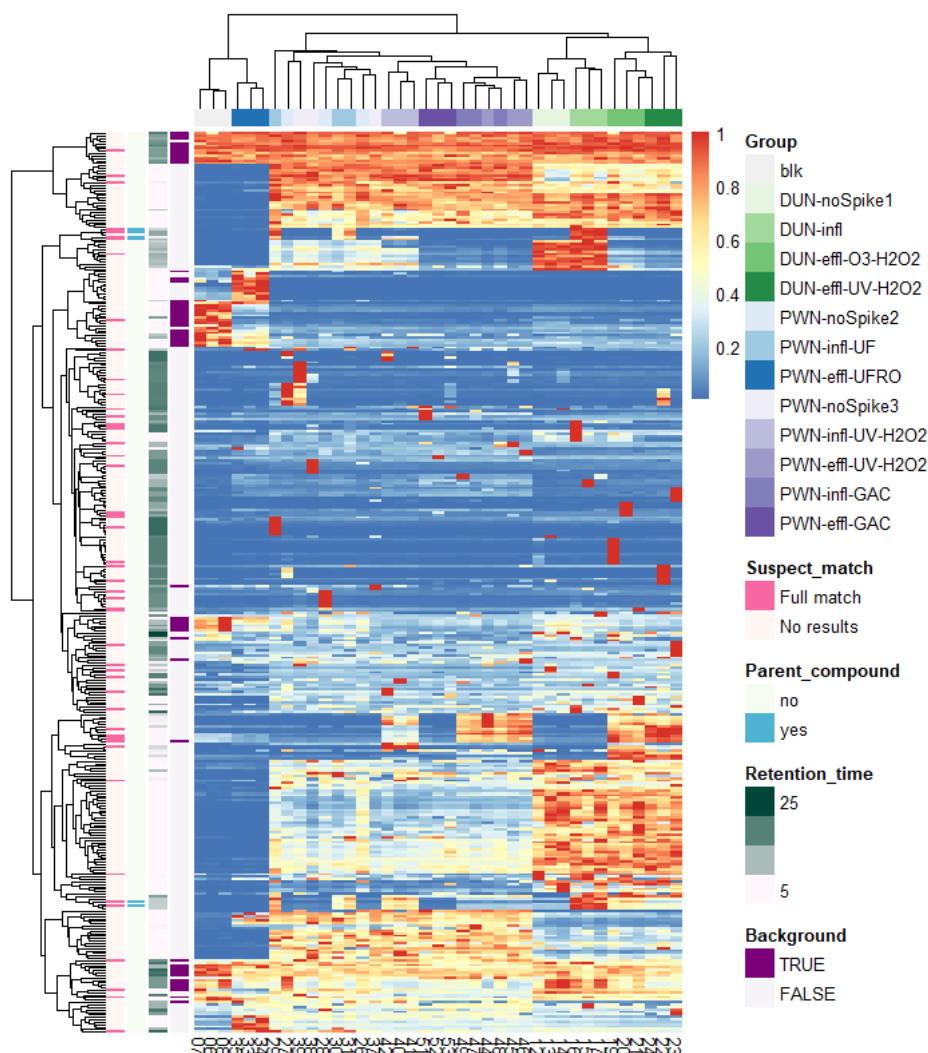 1
0.8
0.6
0.4
0.2
Group
blk
DUN-noSpike1
DUN-infl
DUN-effl-O3-H2O2
DUN-effl-UV-H2O2
PWN-noSpike2
PWN-infl-UF
PWN-effl-UFRO
PWN-noSpike3
PWN-infl-UV-H2O2
PWN-effl-UV-H2O2
PWN-infl-GAC
PWN-effl-GAC
Suspect_match
Full match
No results
Parent_compound
no
yes
Retention_time
25
5
Background
TRUE
FALSE